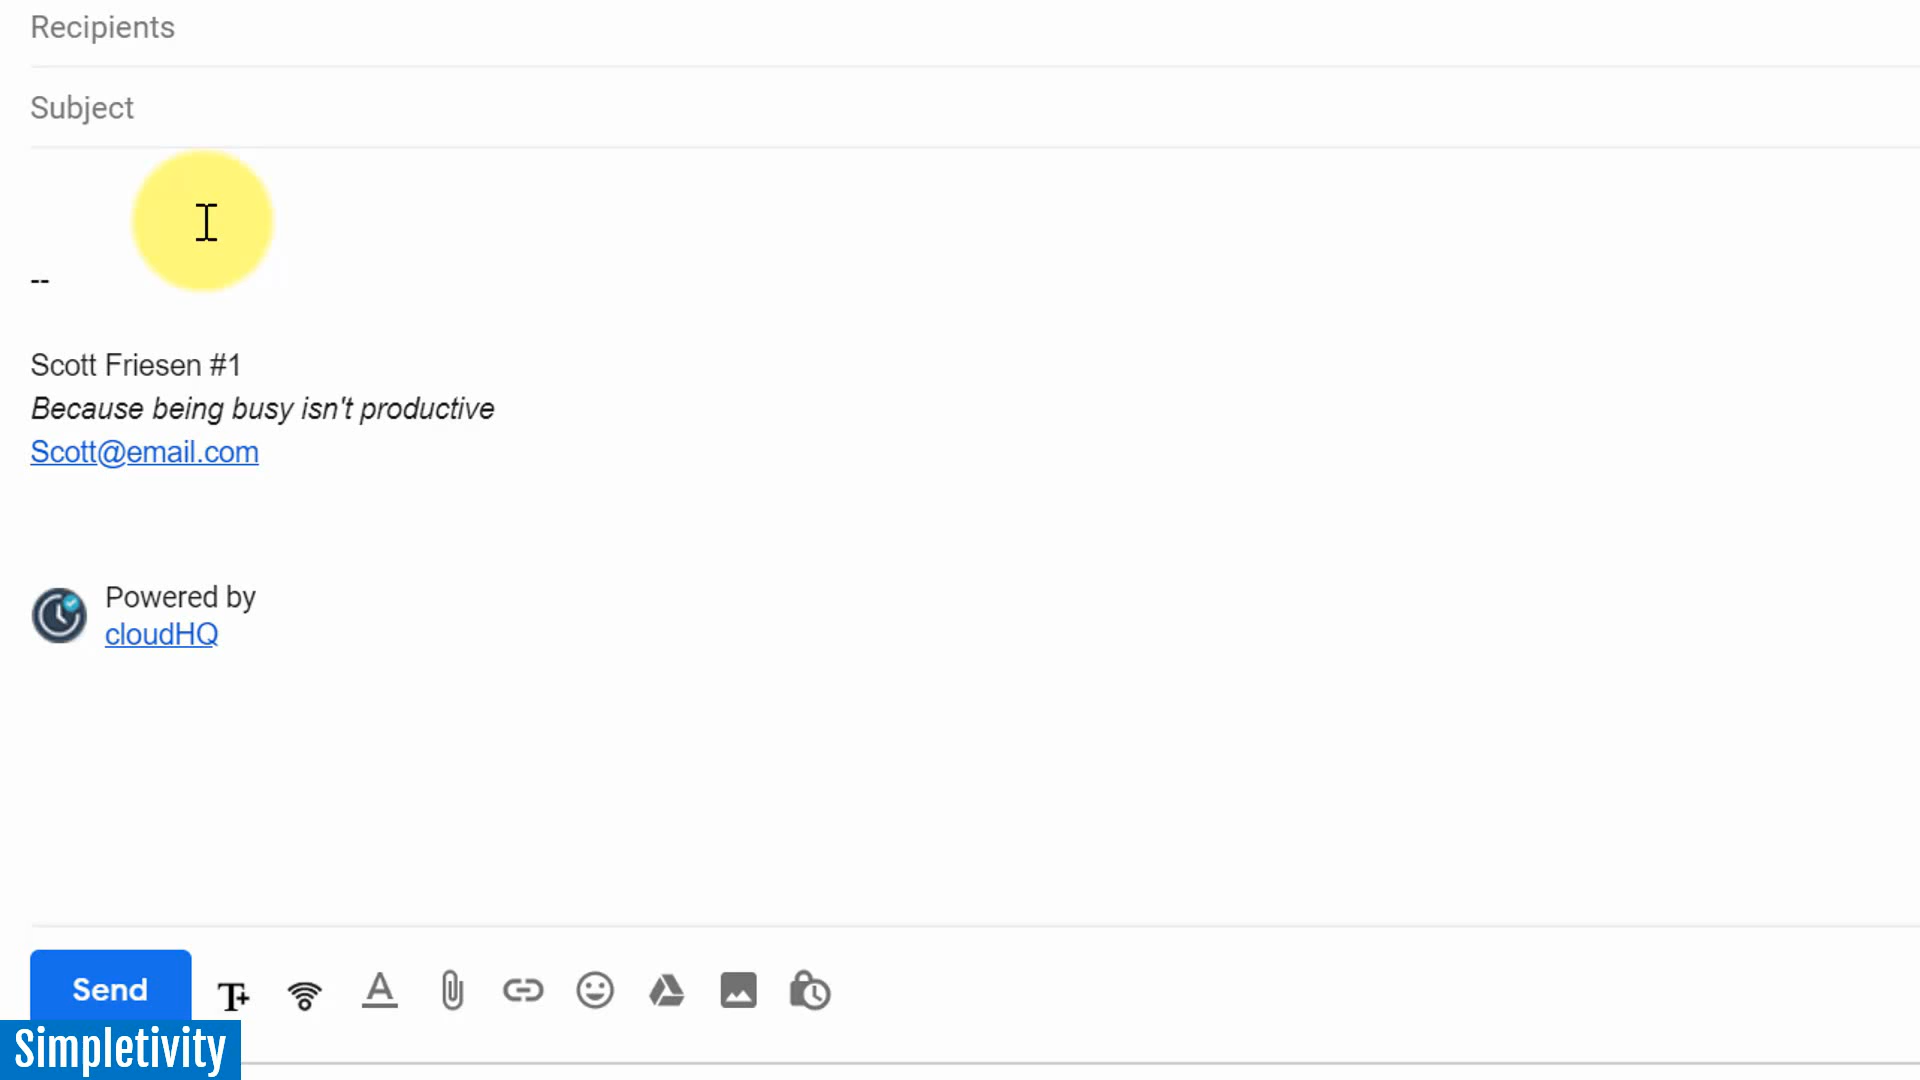 Recipients
Subject
--
Scott Friesen #1
Because being busy isn't productive
Scott@email.com
Powered by
cloudHQ
Send
Simpletivity